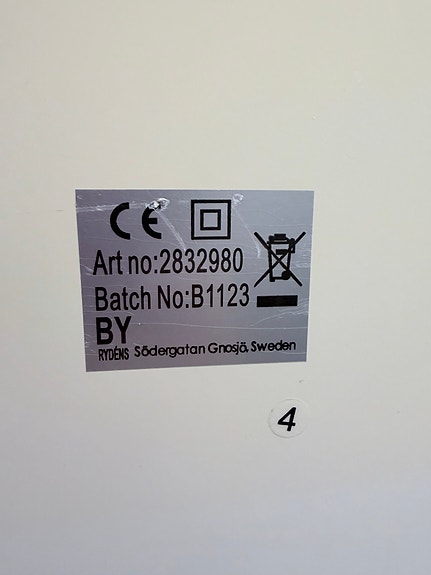 CE
Art no:2832980
Batch No:B1123
BY
RYDÉNS Södergatan Gnosjö, Sweden
4